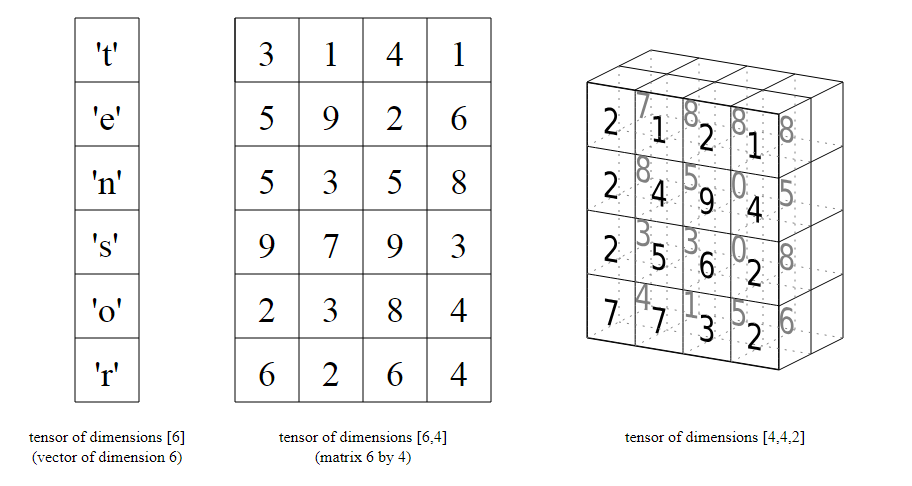 't'
'e'
'n'
's'
'o'
'r'
tensor of dimensions [6]
(vector of dimension 6)
3 1 4 1
5 9 2 6
5 3 5 8
9 7 9 3
2 3 8 4
6 2 6 4
tensor of dimensions [6,4]
(matrix 6 by 4)
2 7 1 8 2 8 1 8
2 8 4 5 9 0 4 5
2 3 5 3 6 0 2 8
7 4 7 1 3 5 2 6
tensor of dimensions [4,4,2]